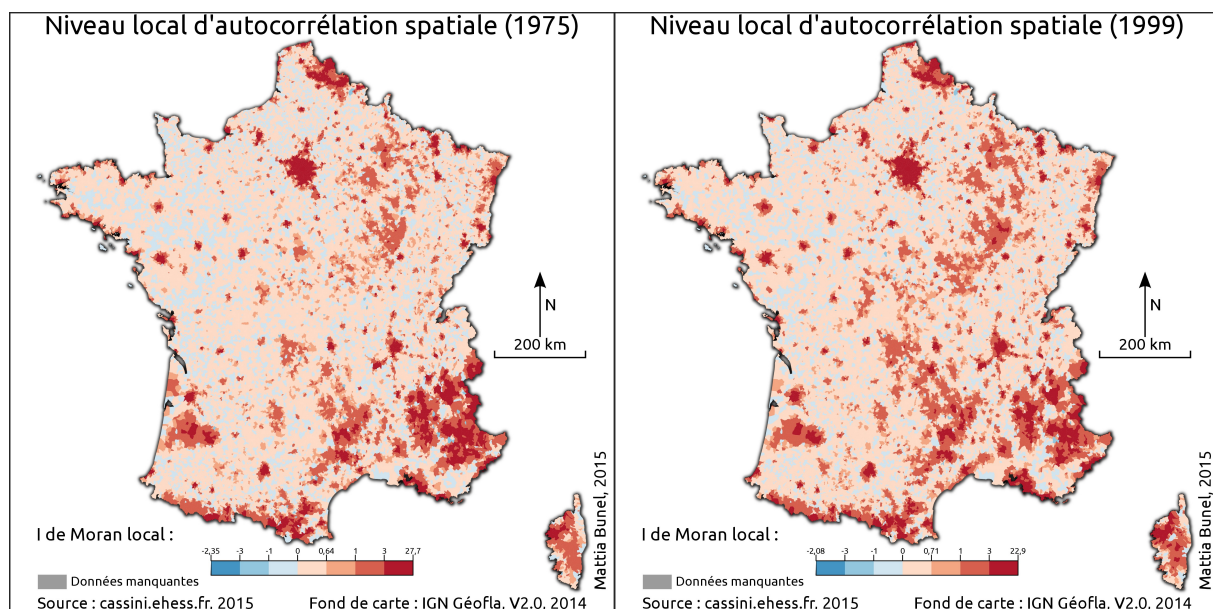 Niveau local d'autocorrélation spatiale (1975)
N
200 km
Mattia Bunel, 2015
I de Moran local :
-2,35 -3 -1 0 0,64 1 3 27,7
Données manquantes
Source : cassini.ehess.fr, 2015 Fond de carte : IGN Géofla, V2.0, 2014
Niveau local d'autocorrélation spatiale (1999)
N
200 km
Mattia Bunel, 2015
I de Moran local :
-2,08 -3 -1 0 0,71 1 3 22,9
Données manquantes
Source : cassini.ehess.fr, 2015 Fond de carte : IGN Géofla, V2.0, 2014